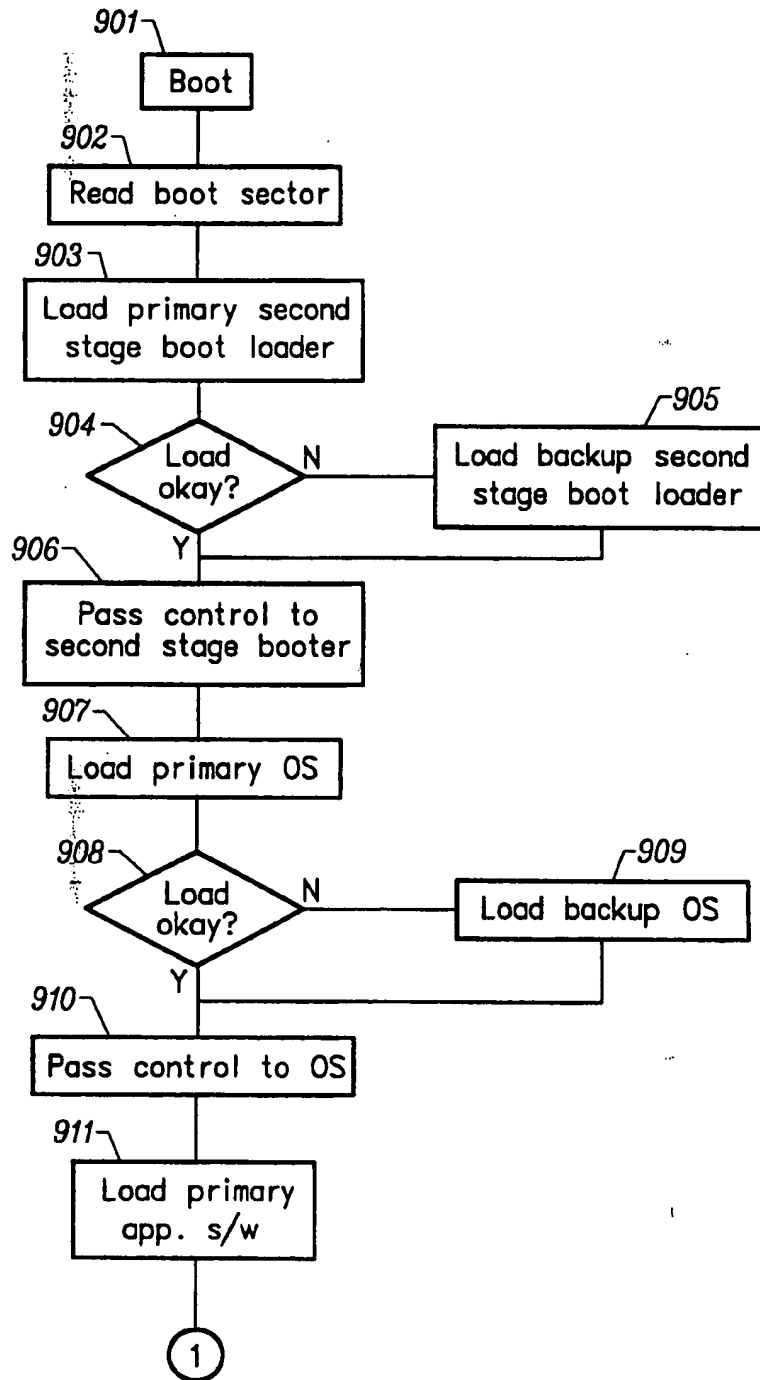 901
Boot
902
Read boot sector
903
Load primary second
stage boot loader
904
Load
okay?
N
Y
905
Load backup second
stage boot loader
906
Pass control to
second stage booter
907
Load primary OS
908
Load
okay?
N
Y
909
Load backup OS
910
Pass control to OS
911
Load primary
app. s/w
1